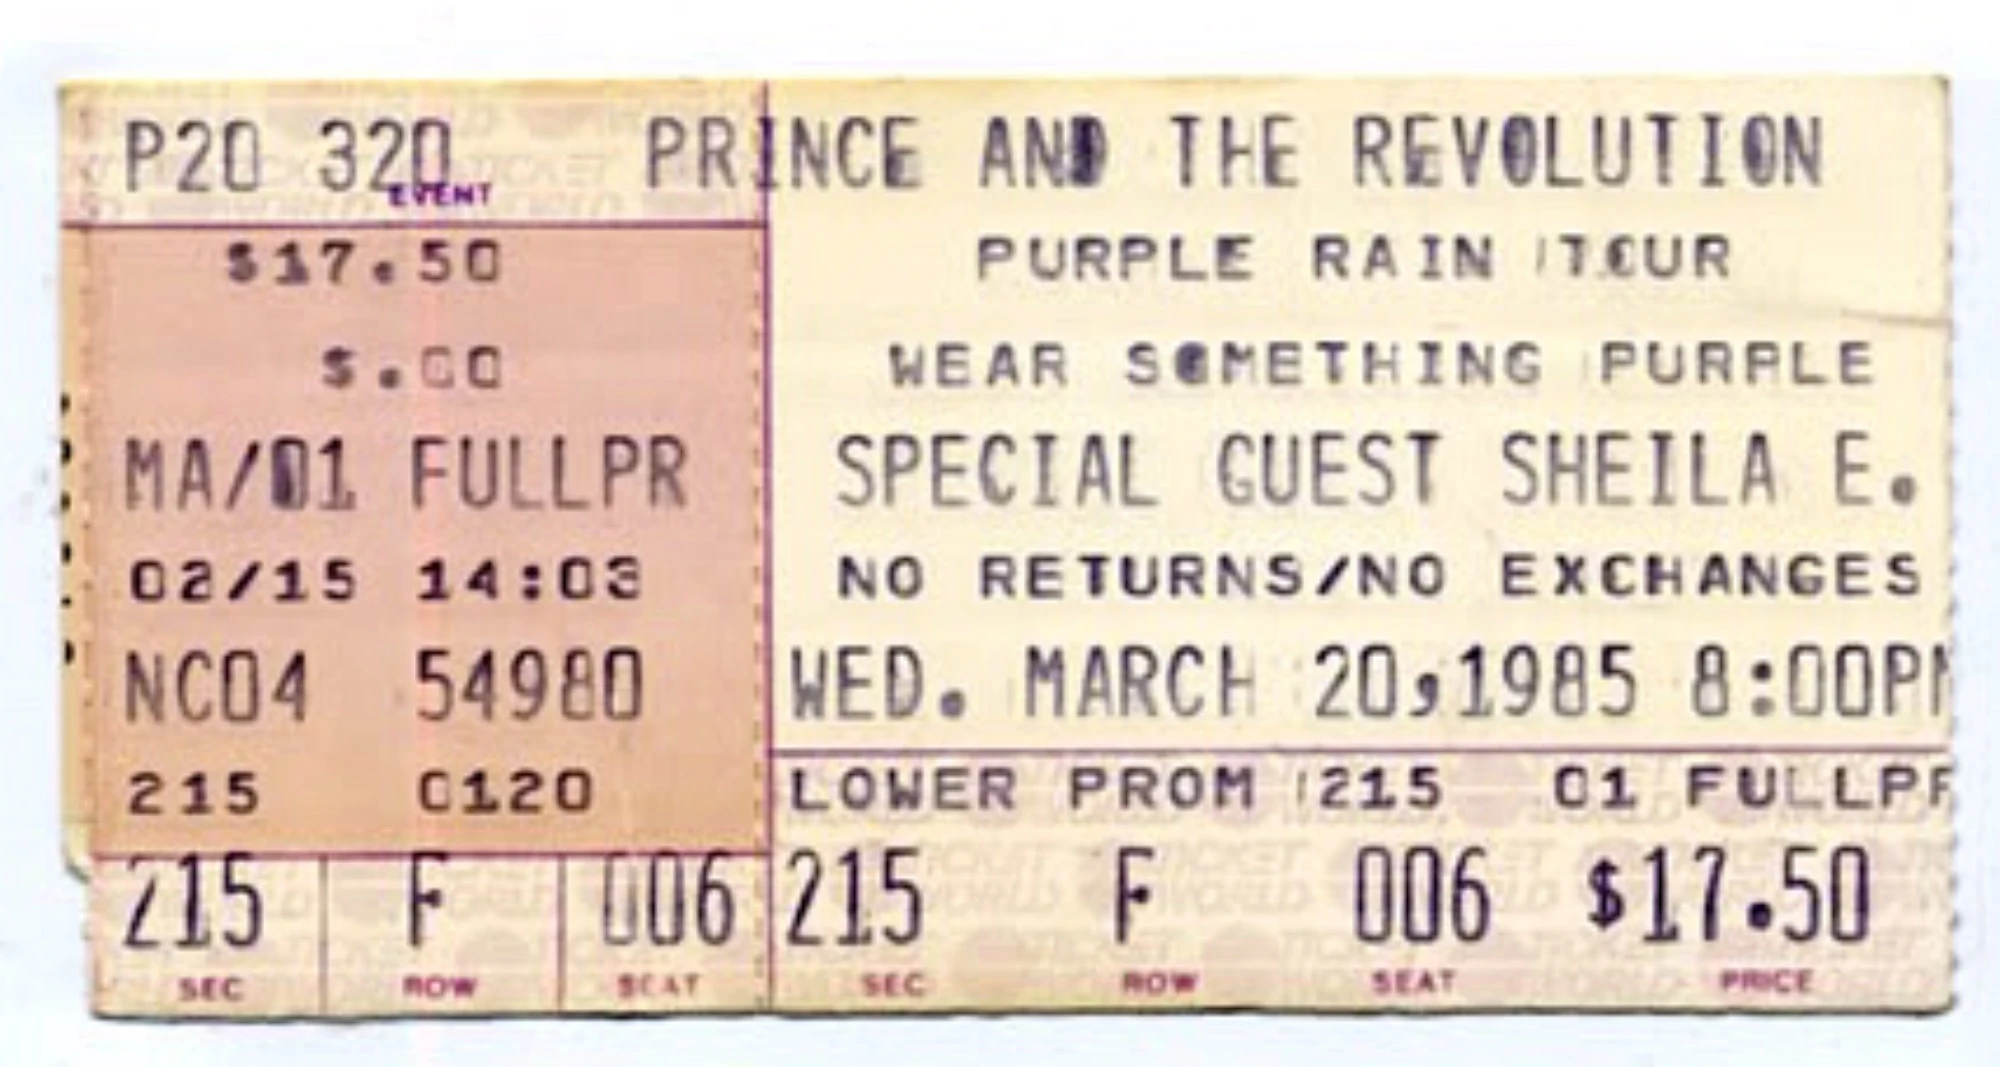 P20 320
EVENT
$17.50
$.00
MA/01 FULLPR
02/15 14:03
NC04 54980
215 0120
215 F 006
SEC ROW SEAT
PRINCE AND THE REVOLUTION
PURPLE RAIN TOUR
WEAR SOMETHING PURPLE
SPECIAL GUEST SHEILA E.
NO RETURNS/NO EXCHANGES
WED. MARCH 20,1985 8:00PM
LOWER PROM 215 01 FULLPR
215 F 006 $17.50
SEC ROW SEAT PRICE